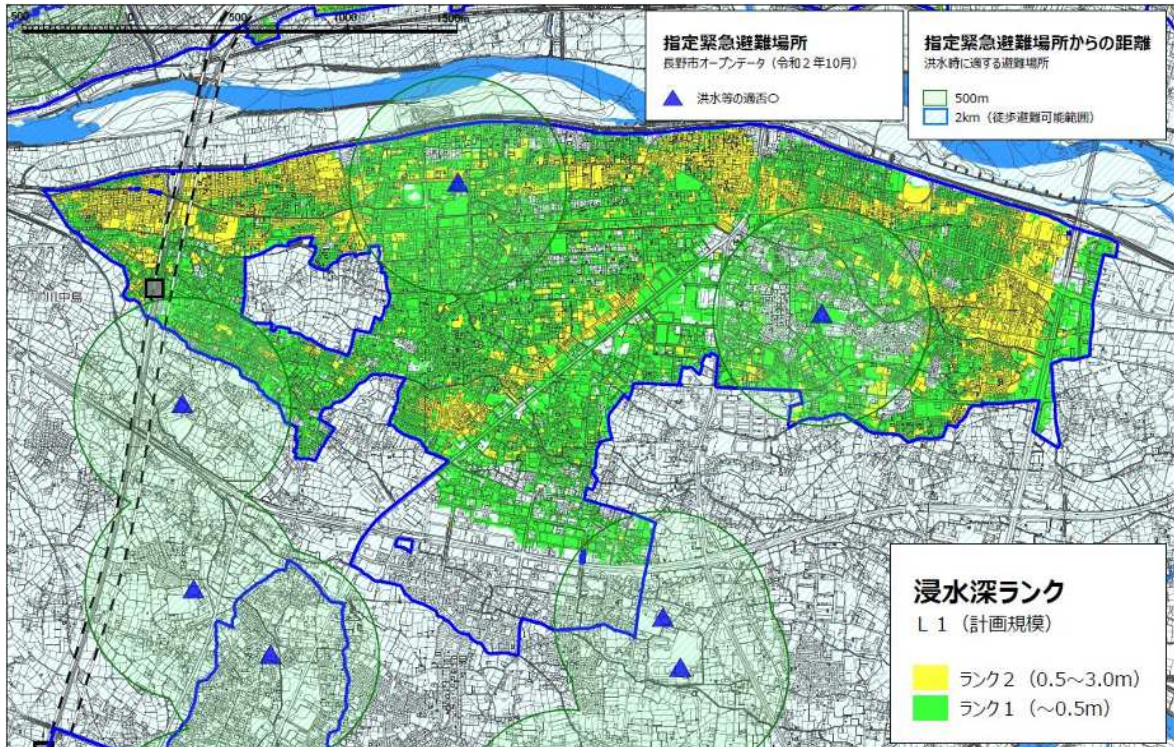 500 0 500 1000 1500m
指定緊急避難場所
長野市オープンデータ(令和2年10月)
洪水等の適否○
指定緊急避難場所からの距離
洪水時に適する避難場所
500m
2km(徒歩避難可能範囲)
川中島
浸水深ランク
L1(計画規模)
ランク2(0.5~3.0m)
ランク1(~0.5m)